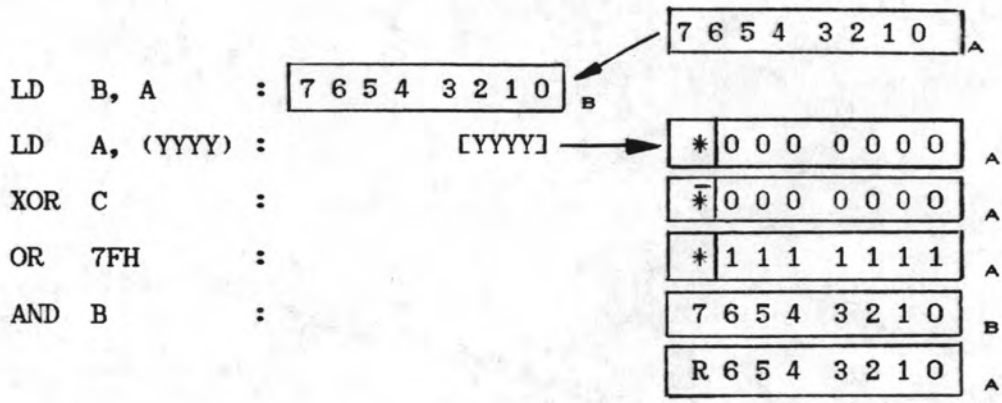 7 6 5 4 3 2 1 0 A
LD B, A : 7 6 5 4 3 2 1 0 B
LD A, (YYYY) : [YYYY] * 0 0 0 0 0 0 0 A
XOR C : *̅ 0 0 0 0 0 0 0 A
OR 7FH : * 1 1 1 1 1 1 1 A
AND B : 7 6 5 4 3 2 1 0 B
R 6 5 4 3 2 1 0 A